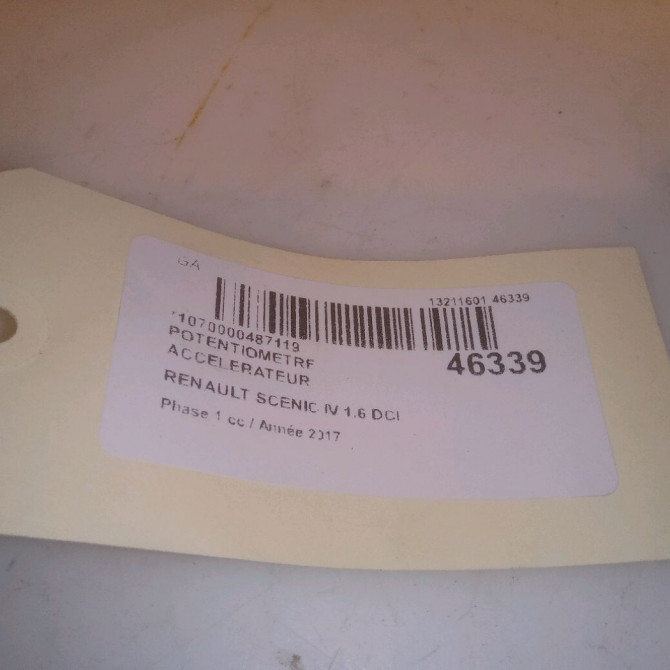 GA
13211601 46339
*1070000487119
46339
POTENTIOMETRE
ACCELERATEUR
RENAULT SCENIC IV 1.6 DCI
Phase 1 cc / Année 2017